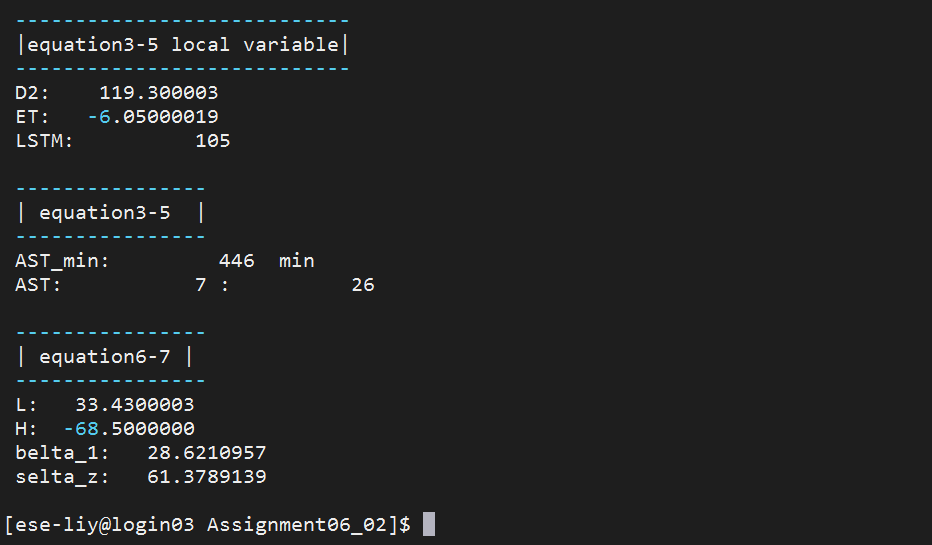 ----------------------------
|equation3-5 local variable|
----------------------------
D2:    119.300003
ET:   -6.05000019
LSTM:          105
----------------
| equation3-5  |
----------------
AST_min:         446  min
AST:           7 :          26
----------------
| equation6-7 |
----------------
L:   33.4300003
H:  -68.5000000
belta_1:   28.6210957
selta_z:   61.3789139
[ese-liy@login03 Assignment06_02]$